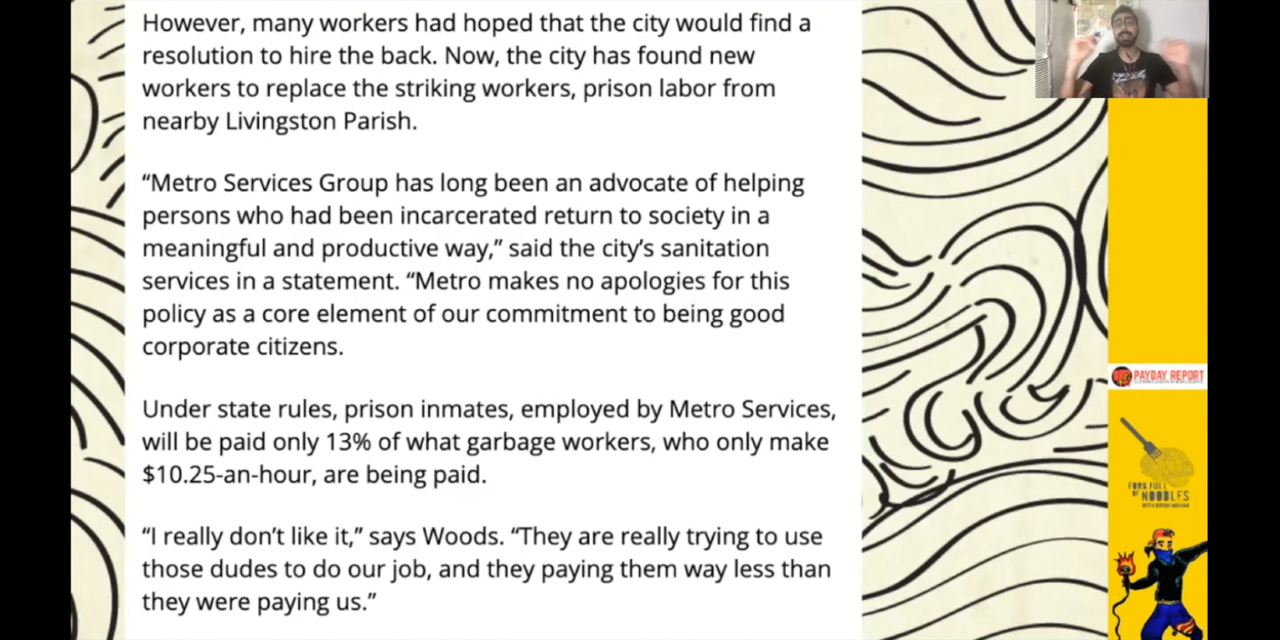 However, many workers had hoped that the city would find a
resolution to hire the back. Now, the city has found new
workers to replace the striking workers, prison labor from
nearby Livingston Parish.
“Metro Services Group has long been an advocate of helping
persons who had been incarcerated return to society in a
meaningful and productive way,” said the city’s sanitation
services in a statement. “Metro makes no apologies for this
policy as a core element of our commitment to being good
corporate citizens.
Under state rules, prison inmates, employed by Metro Services,
will be paid only 13% of what garbage workers, who only make
$10.25-an-hour, are being paid.
“I really don’t like it,” says Woods. “They are really trying to use
those dudes to do our job, and they paying them way less than
they were paying us.”
PAYDAY REPORT
FORK FULL
OF NOODLES